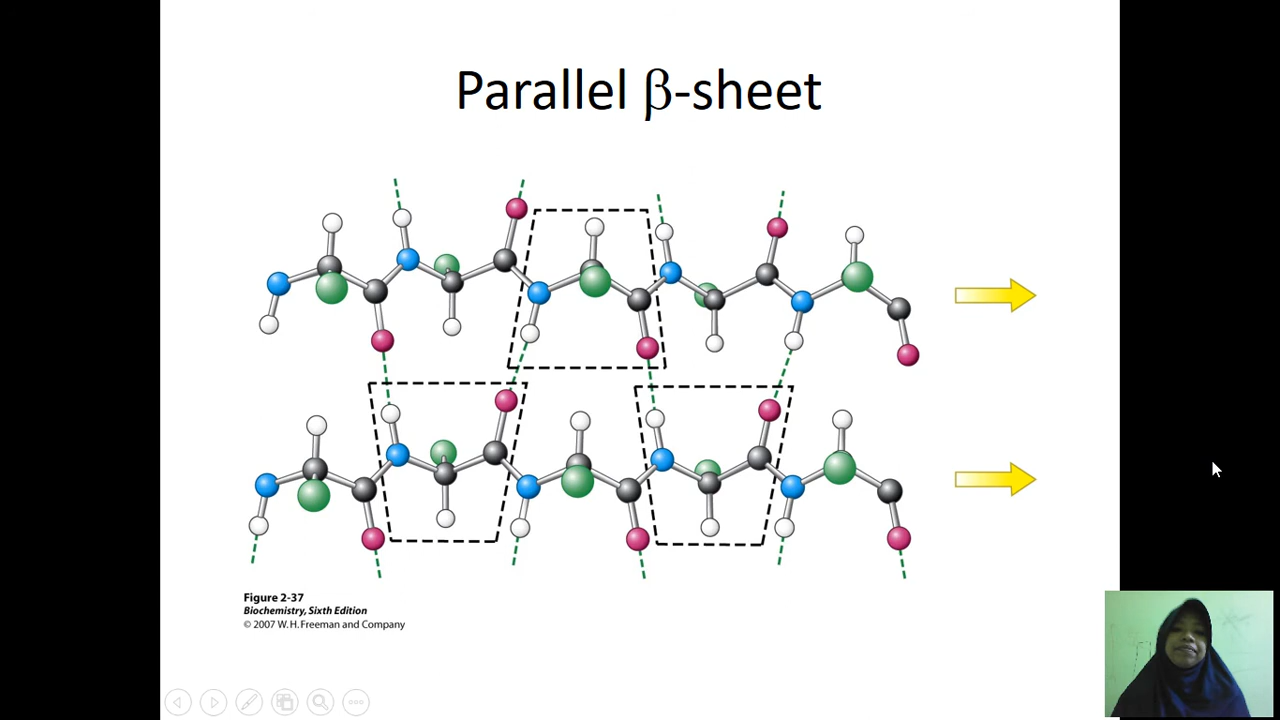 Parallel β-sheet
Figure 2-37
Biochemistry, Sixth Edition
© 2007 W. H. Freeman and Company